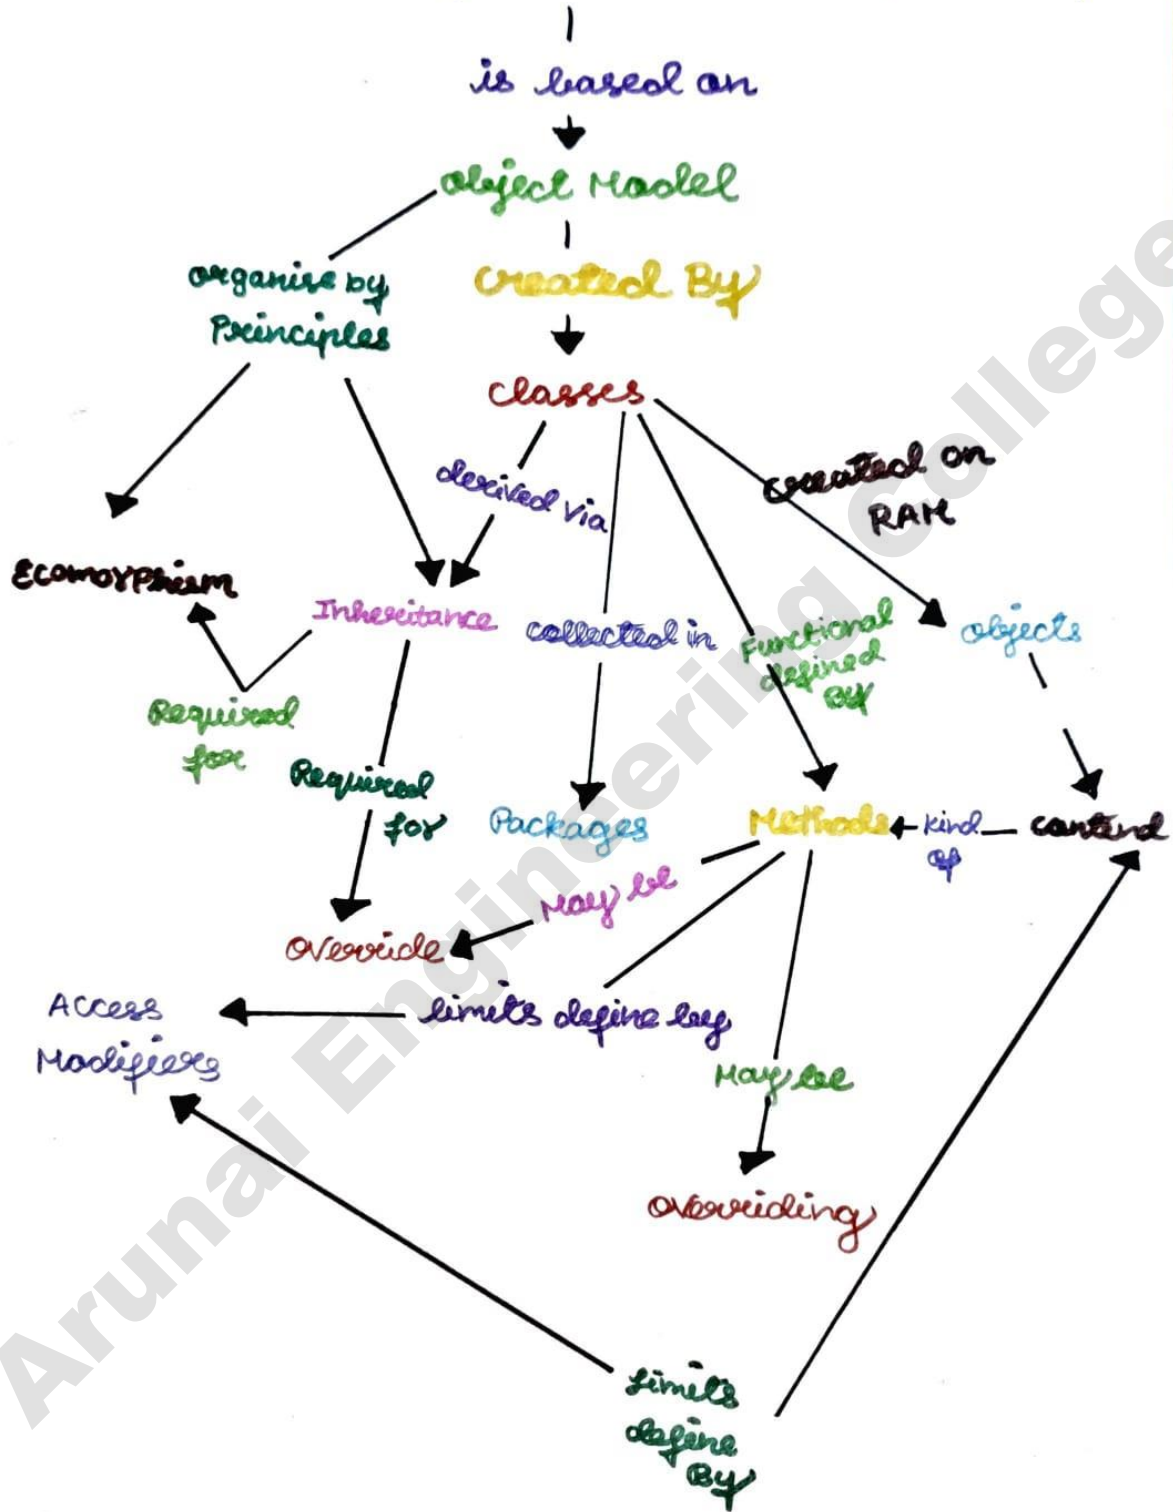 is based on
object Model
organise by
Principles
created By
classes
derived via
created on
RAM
Ecomorphism
Inheritance
collected in
Functional
defined
BY
objects
Required
for
Required
for
Packages
Methods
kind
of
contend
May be
override
Access
Modifiers
limits define by
May be
overriding
limits
define
By
Arunai Engineering College